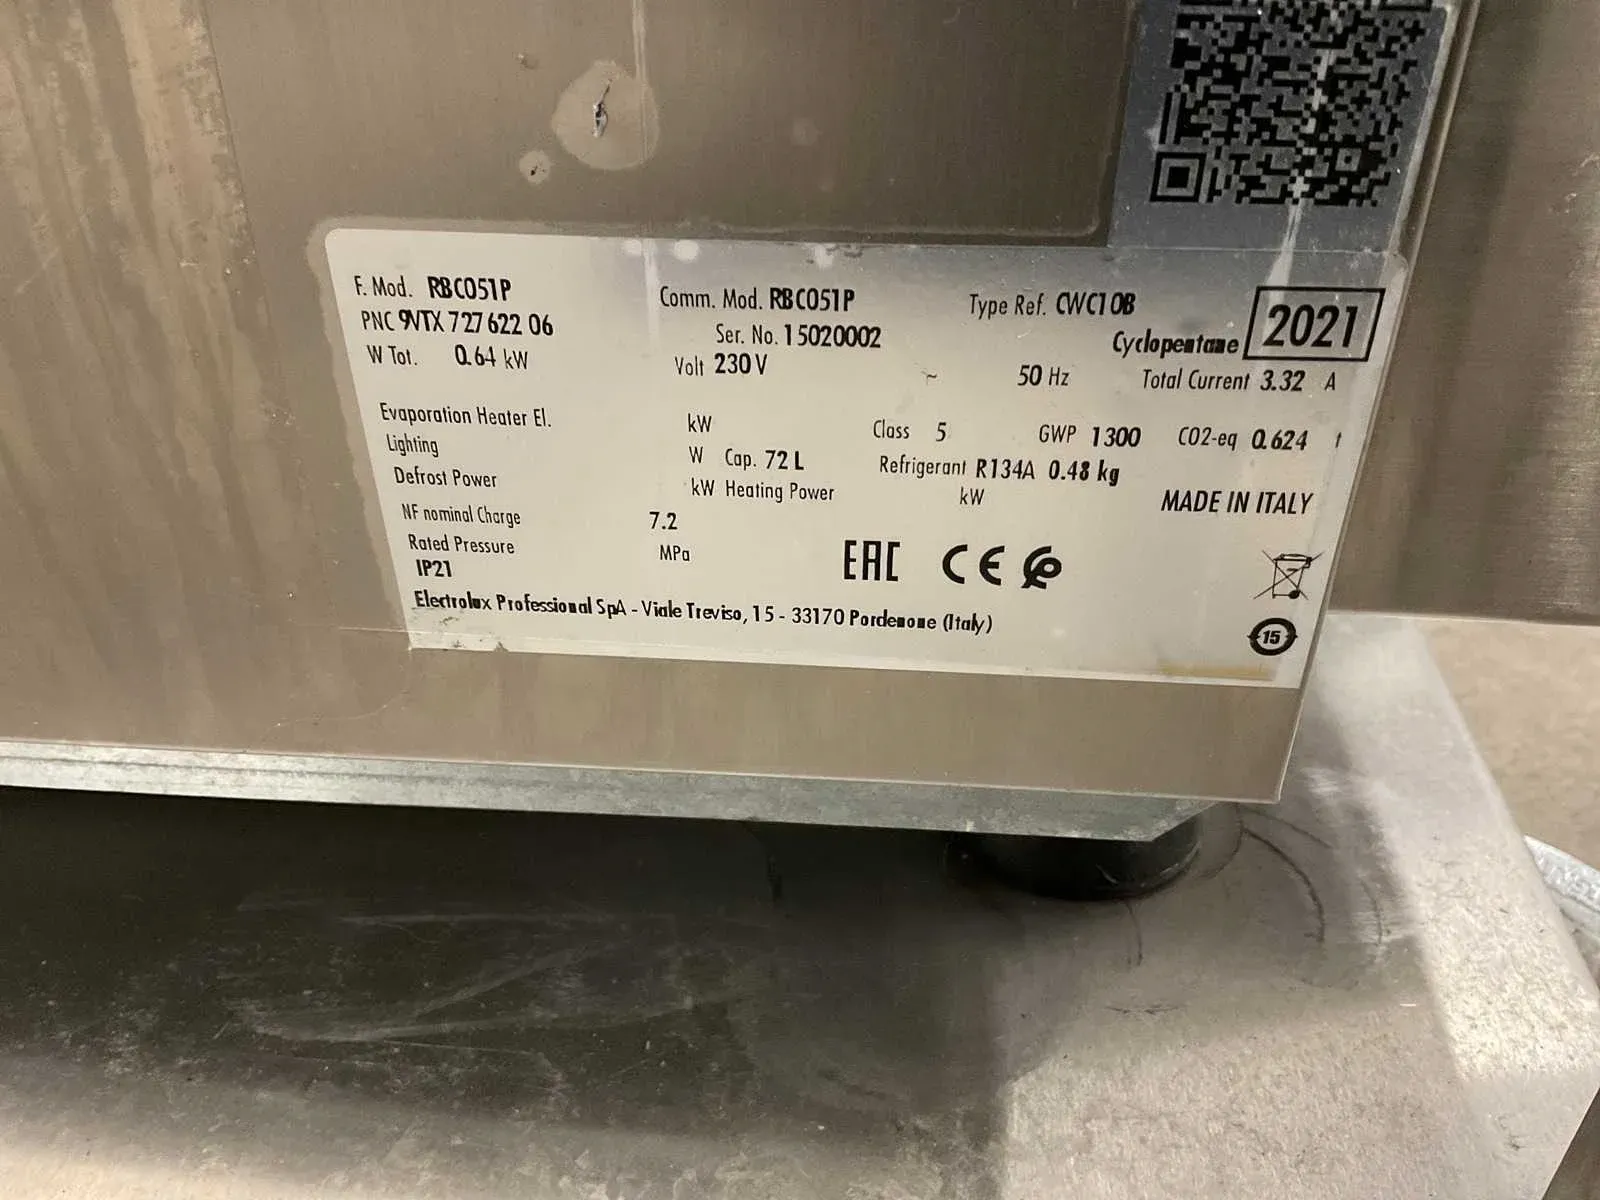 F. Mod. RBC051P Comm. Mod. RBC051P Type Ref. CWC10B 2021
PNC 9VTX 727622 06 Ser. No. 15020002 Cyclopentane
W Tot. 0.64 kW Volt 230 V ~ 50 Hz Total Current 3.32 A
Evaporation Heater El. kW Class 5 GWP 1300 CO2-eq 0.624 t
Lighting W Cap. 72 L Refrigerant R134A 0.48 kg
Defrost Power kW Heating Power kW MADE IN ITALY
NF nominal Charge 7.2
Rated Pressure MPa EAC CE
IP21
Electrolux Professional SpA - Viale Treviso, 15 - 33170 Pordenone (Italy)
15